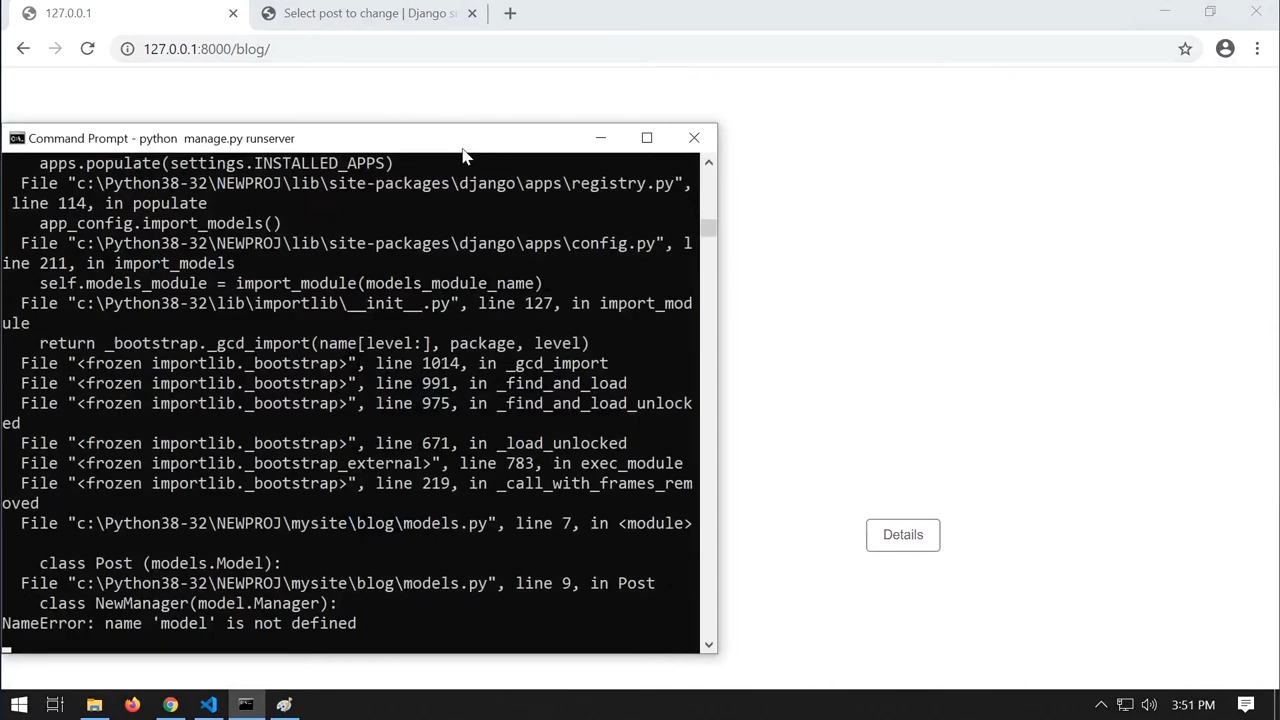 127.0.0.1
Select post to change | Django si
127.0.0.1:8000/blog/
Command Prompt - python  manage.py runserver
    apps.populate(settings.INSTALLED_APPS)
  File "c:\Python38-32\NEWPROJ\lib\site-packages\django\apps\registry.py",
 line 114, in populate
    app_config.import_models()
  File "c:\Python38-32\NEWPROJ\lib\site-packages\django\apps\config.py", l
ine 211, in import_models
    self.models_module = import_module(models_module_name)
  File "c:\Python38-32\lib\importlib\__init__.py", line 127, in import_mod
ule
    return _bootstrap._gcd_import(name[level:], package, level)
  File "<frozen importlib._bootstrap>", line 1014, in _gcd_import
  File "<frozen importlib._bootstrap>", line 991, in _find_and_load
  File "<frozen importlib._bootstrap>", line 975, in _find_and_load_unlock
ed
  File "<frozen importlib._bootstrap>", line 671, in _load_unlocked
  File "<frozen importlib._bootstrap_external>", line 783, in exec_module
  File "<frozen importlib._bootstrap>", line 219, in _call_with_frames_rem
oved
  File "c:\Python38-32\NEWPROJ\mysite\blog\models.py", line 7, in <module>
    class Post (models.Model):
  File "c:\Python38-32\NEWPROJ\mysite\blog\models.py", line 9, in Post
    class NewManager(model.Manager):
NameError: name 'model' is not defined
Details
3:51 PM